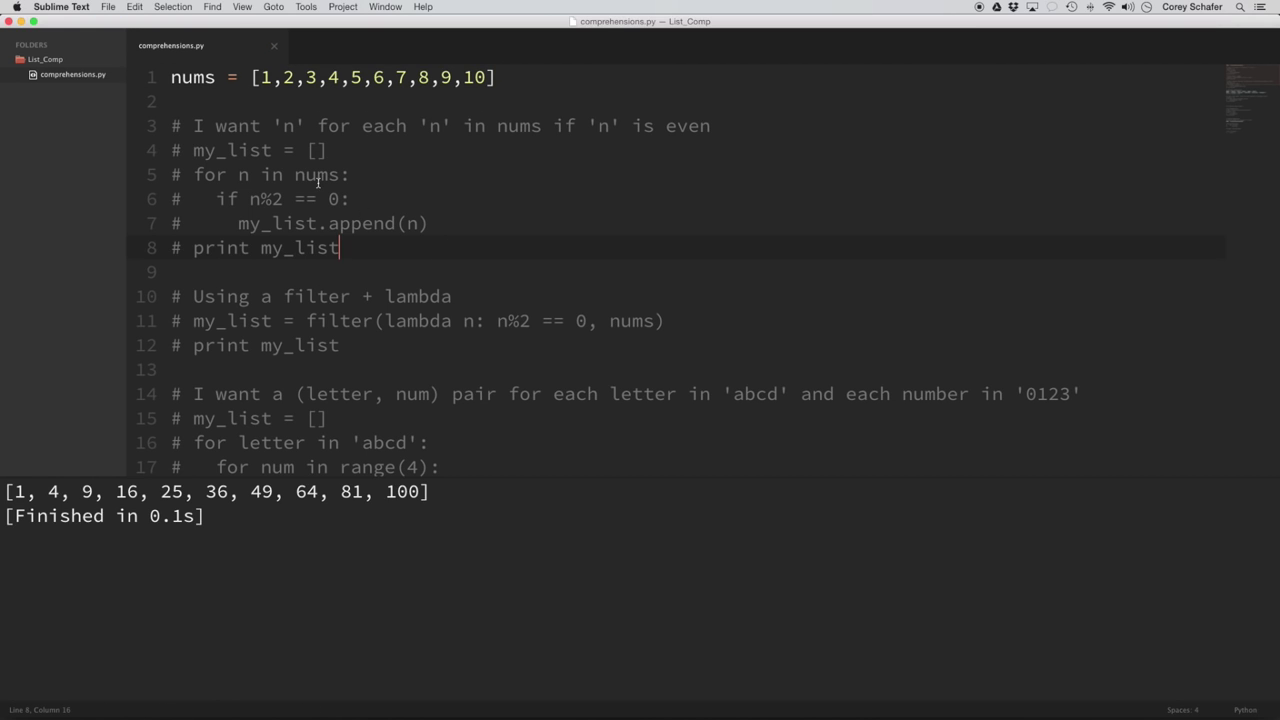 Sublime Text File Edit Selection Find View Goto Tools Project Window Help Corey Schafer
comprehensions.py — List_Comp
FOLDERS
List_Comp
comprehensions.py
comprehensions.py
1 nums = [1,2,3,4,5,6,7,8,9,10]
2
3 # I want 'n' for each 'n' in nums if 'n' is even
4 # my_list = []
5 # for n in nums:
6 #   if n%2 == 0:
7 #     my_list.append(n)
8 # print my_list
9
10 # Using a filter + lambda
11 # my_list = filter(lambda n: n%2 == 0, nums)
12 # print my_list
13
14 # I want a (letter, num) pair for each letter in 'abcd' and each number in '0123'
15 # my_list = []
16 # for letter in 'abcd':
17 #   for num in range(4):
[1, 4, 9, 16, 25, 36, 49, 64, 81, 100]
[Finished in 0.1s]
Line 8, Column 16 Spaces: 4 Python